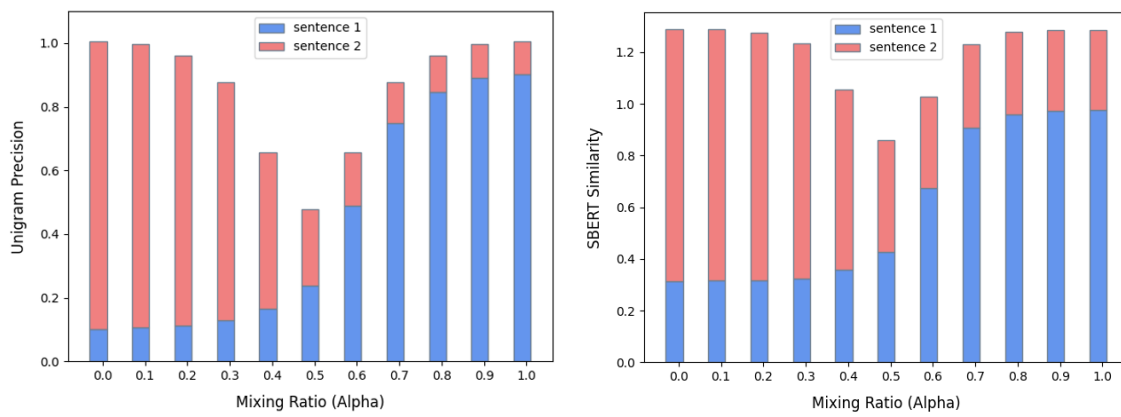 sentence 1
sentence 2
Unigram Precision
1.0
0.8
0.6
0.4
0.2
0.0
0.0 0.1 0.2 0.3 0.4 0.5 0.6 0.7 0.8 0.9 1.0
Mixing Ratio (Alpha)
sentence 1
sentence 2
SBERT Similarity
1.2
1.0
0.8
0.6
0.4
0.2
0.0
0.0 0.1 0.2 0.3 0.4 0.5 0.6 0.7 0.8 0.9 1.0
Mixing Ratio (Alpha)